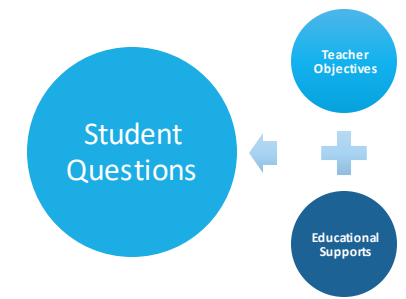 Teacher
Objectives
Student
Questions
Educational
Supports